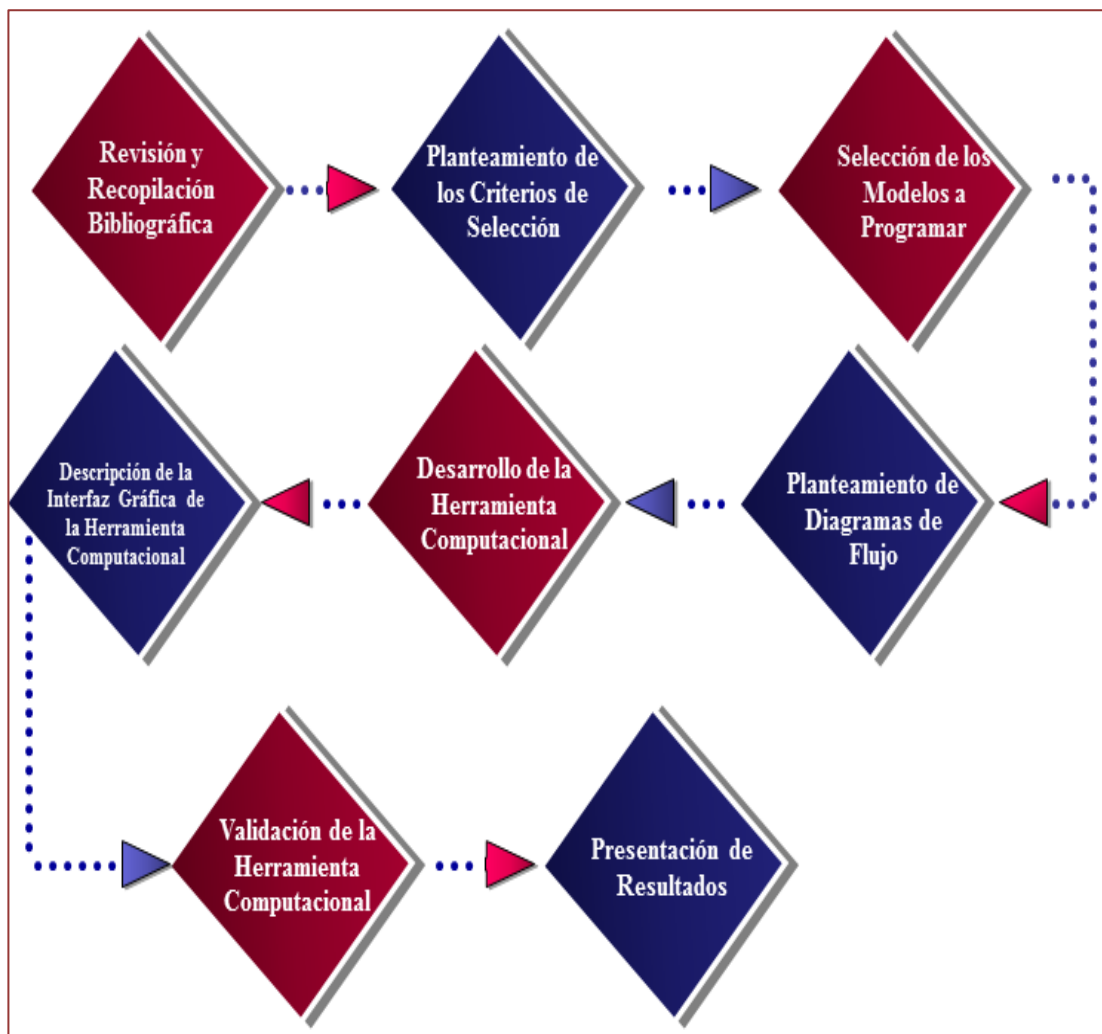 Revisión y
Recopilación
Bibliográfica
Planteamiento de
los Criterios de
Selección
Selección de los
Modelos a
Programar
Planteamiento de
Diagramas de
Flujo
Desarrollo de la
Herramienta
Computacional
Descripción de la
Interfaz Gráfica de
la Herramienta
Computacional
Validación de la
Herramienta
Computacional
Presentación de
Resultados